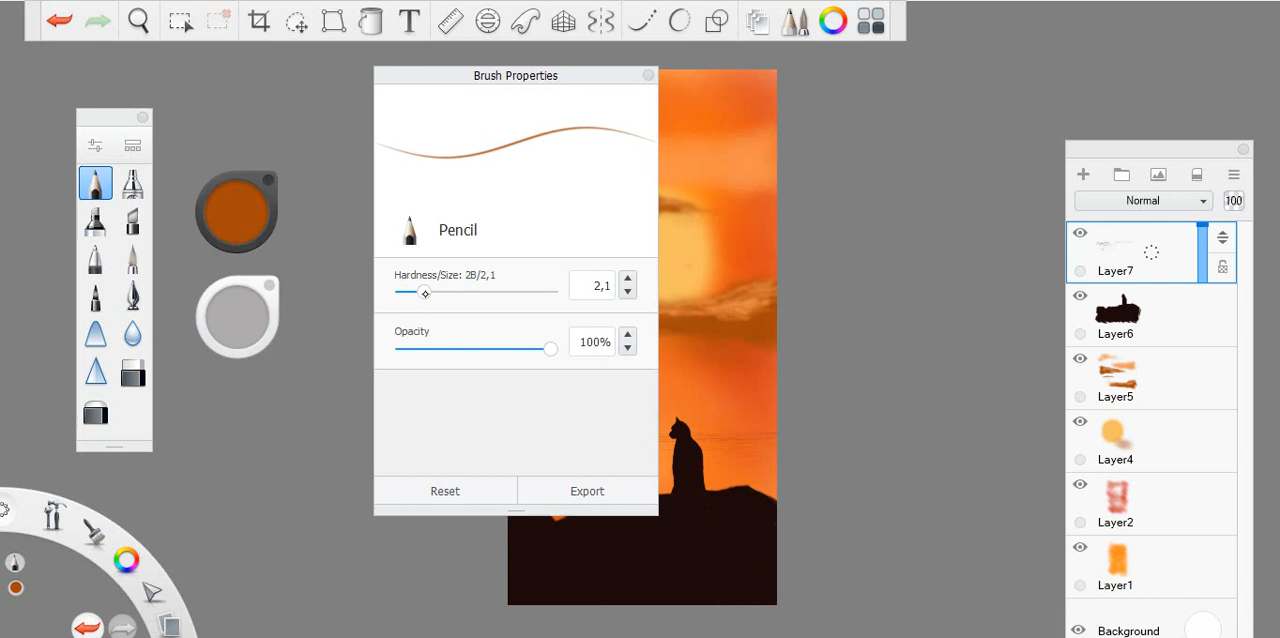 T
Brush Properties
Pencil
Hardness/Size: 2B/2,1
2,1
Opacity
100%
Reset
Export
Normal
100
Layer7
Layer6
Layer5
Layer4
Layer2
Layer1
Background